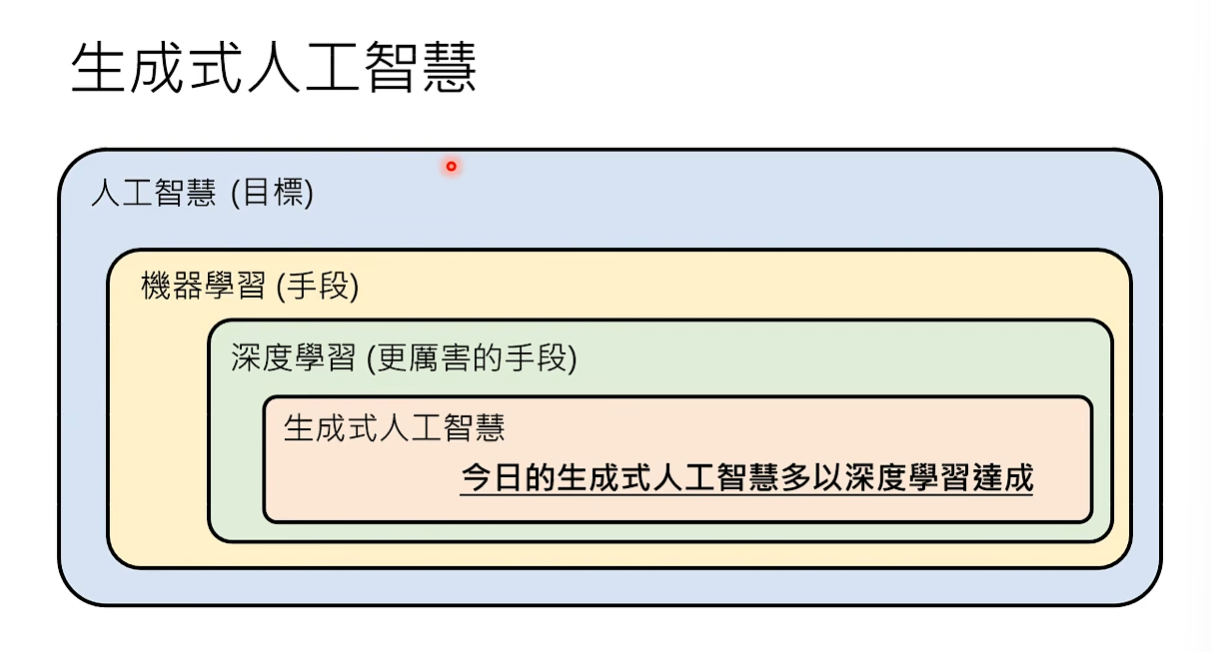 生成式人工智慧
人工智慧 (目標)
機器學習 (手段)
深度學習 (更厲害的手段)
生成式人工智慧
今日的生成式人工智慧多以深度學習達成